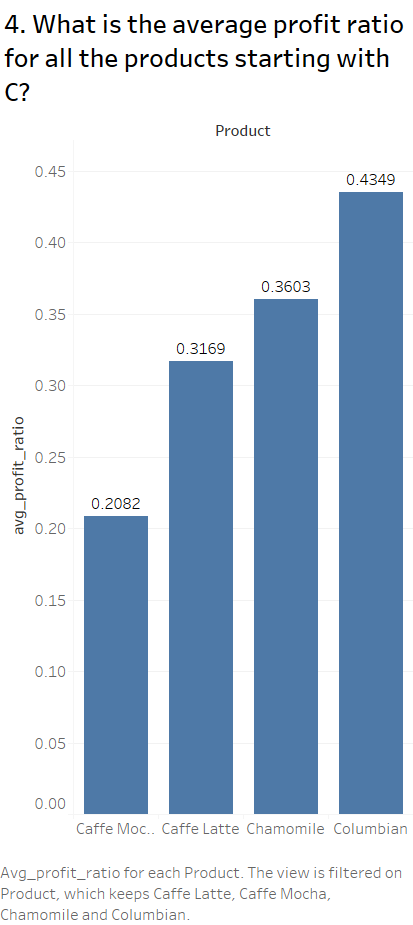 4. What is the average profit ratio
for all the products starting with
C?
Product
0.45
0.4349
0.40
0.3603
0.35
0.3169
0.30
0.25
avg_profit_ratio
0.2082
0.20
0.15
0.10
0.05
0.00
Caffe Moc.. Caffe Latte Chamomile Columbian
Avg_profit_ratio for each Product. The view is filtered on
Product, which keeps Caffe Latte, Caffe Mocha,
Chamomile and Columbian.